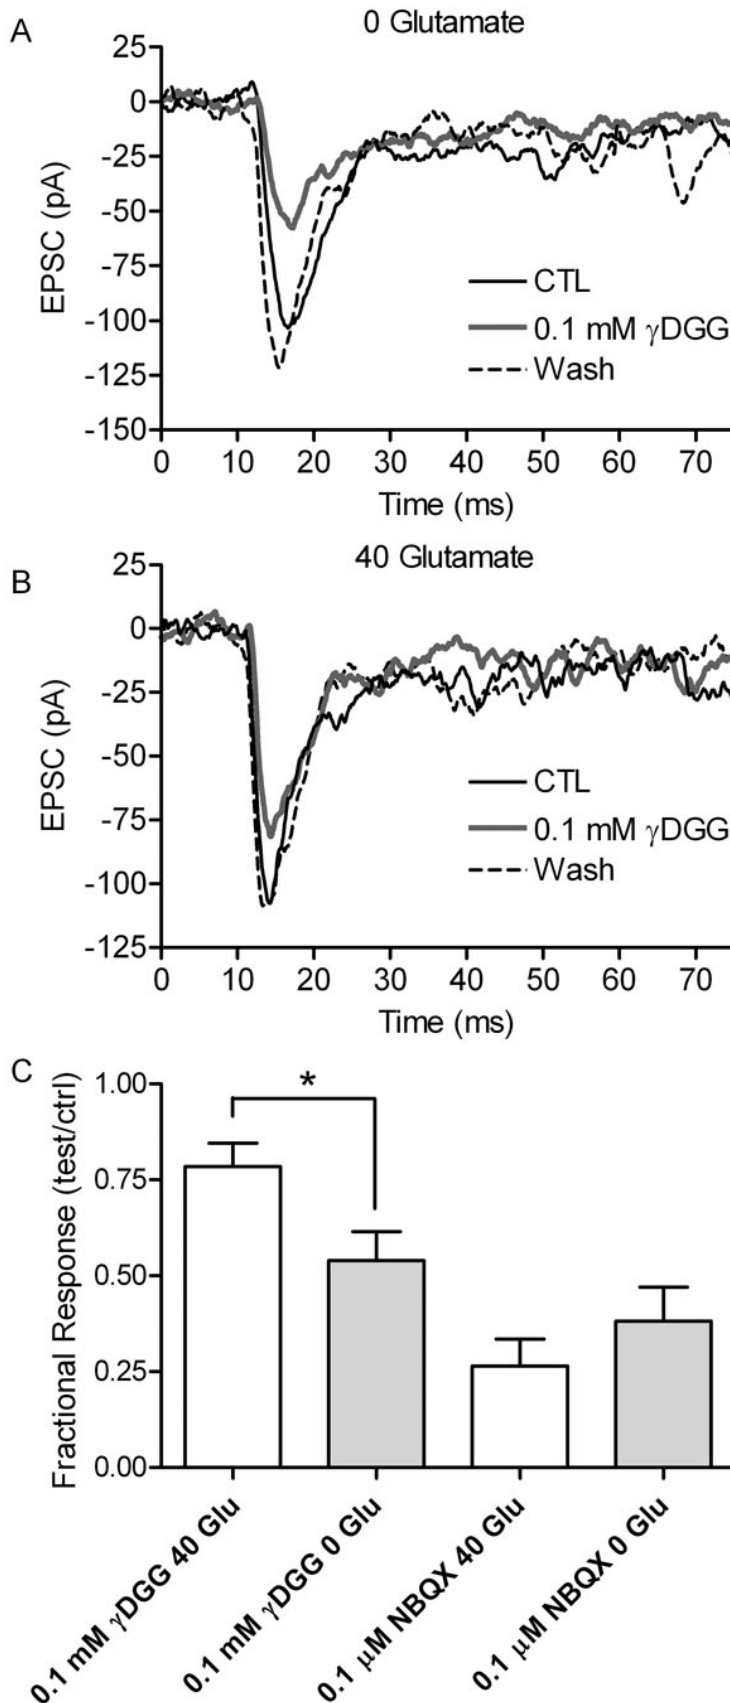 A
0 Glutamate
25
0
-25
-50
-75
-100
-125
-150
EPSC (pA)
CTL
0.1 mM γDGG
Wash
0 10 20 30 40 50 60 70
Time (ms)
B
40 Glutamate
25
0
-25
-50
-75
-100
-125
EPSC (pA)
CTL
0.1 mM γDGG
Wash
0 10 20 30 40 50 60 70
Time (ms)
C
1.00
0.75
0.50
0.25
0.00
Fractional Response (test/ctrl)
*
0.1 mM γDGG 40 Glu
0.1 mM γDGG 0 Glu
0.1 μM NBQX 40 Glu
0.1 μM NBQX 0 Glu